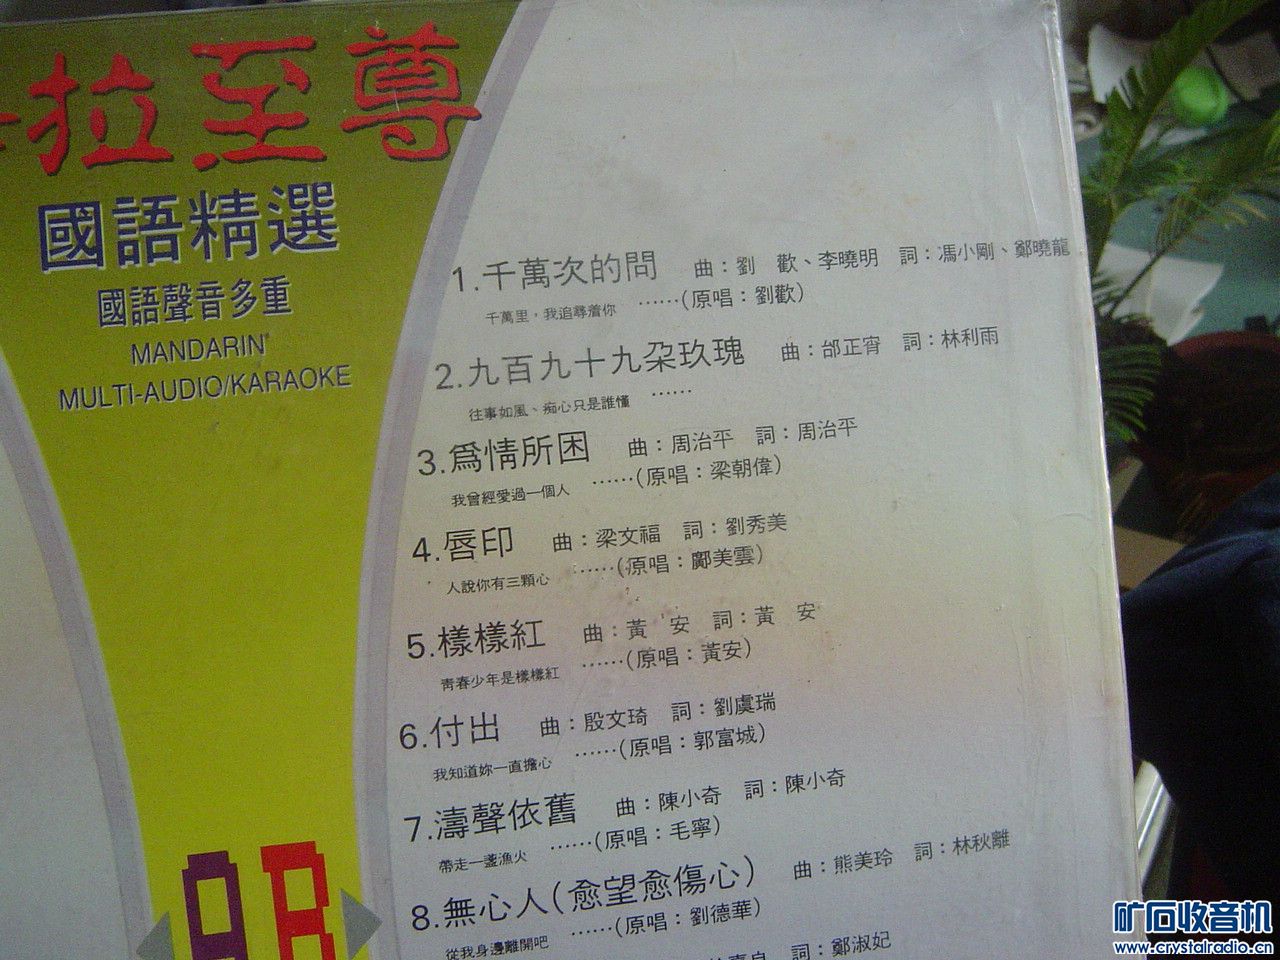 拉至尊
國語精選
國語聲音多重
MANDARIN
MULTI-AUDIO/KARAOKE
1.千萬次的問 曲：劉 歡、李曉明 詞：馮小剛、鄭曉龍
千萬里，我追尋着你 ……(原唱：劉歡)
2.九百九十九朵玫瑰 曲：邰正宵 詞：林利雨
往事如風、痴心只是誰懂 ……
3.爲情所困 曲：周治平 詞：周治平
我曾經愛過一個人 ……(原唱：梁朝偉)
4.唇印 曲：梁文福 詞：劉秀美
人說你有三顆心 ……(原唱：鄺美雲)
5.樣樣紅 曲：黃 安 詞：黃 安
青春少年是樣樣紅 ……(原唱：黃安)
6.付出 曲：殷文琦 詞：劉虞瑞
我知道妳一直擔心 ……(原唱：郭富城)
7.濤聲依舊 曲：陳小奇 詞：陳小奇
帶走一盞漁火 ……(原唱：毛寧)
8.無心人(愈望愈傷心) 曲：熊美玲 詞：林秋離
從我身邊離開吧 ……(原唱：劉德華)
詞：鄭淑妃
9B
矿石收音机
www.crystalradio.cn